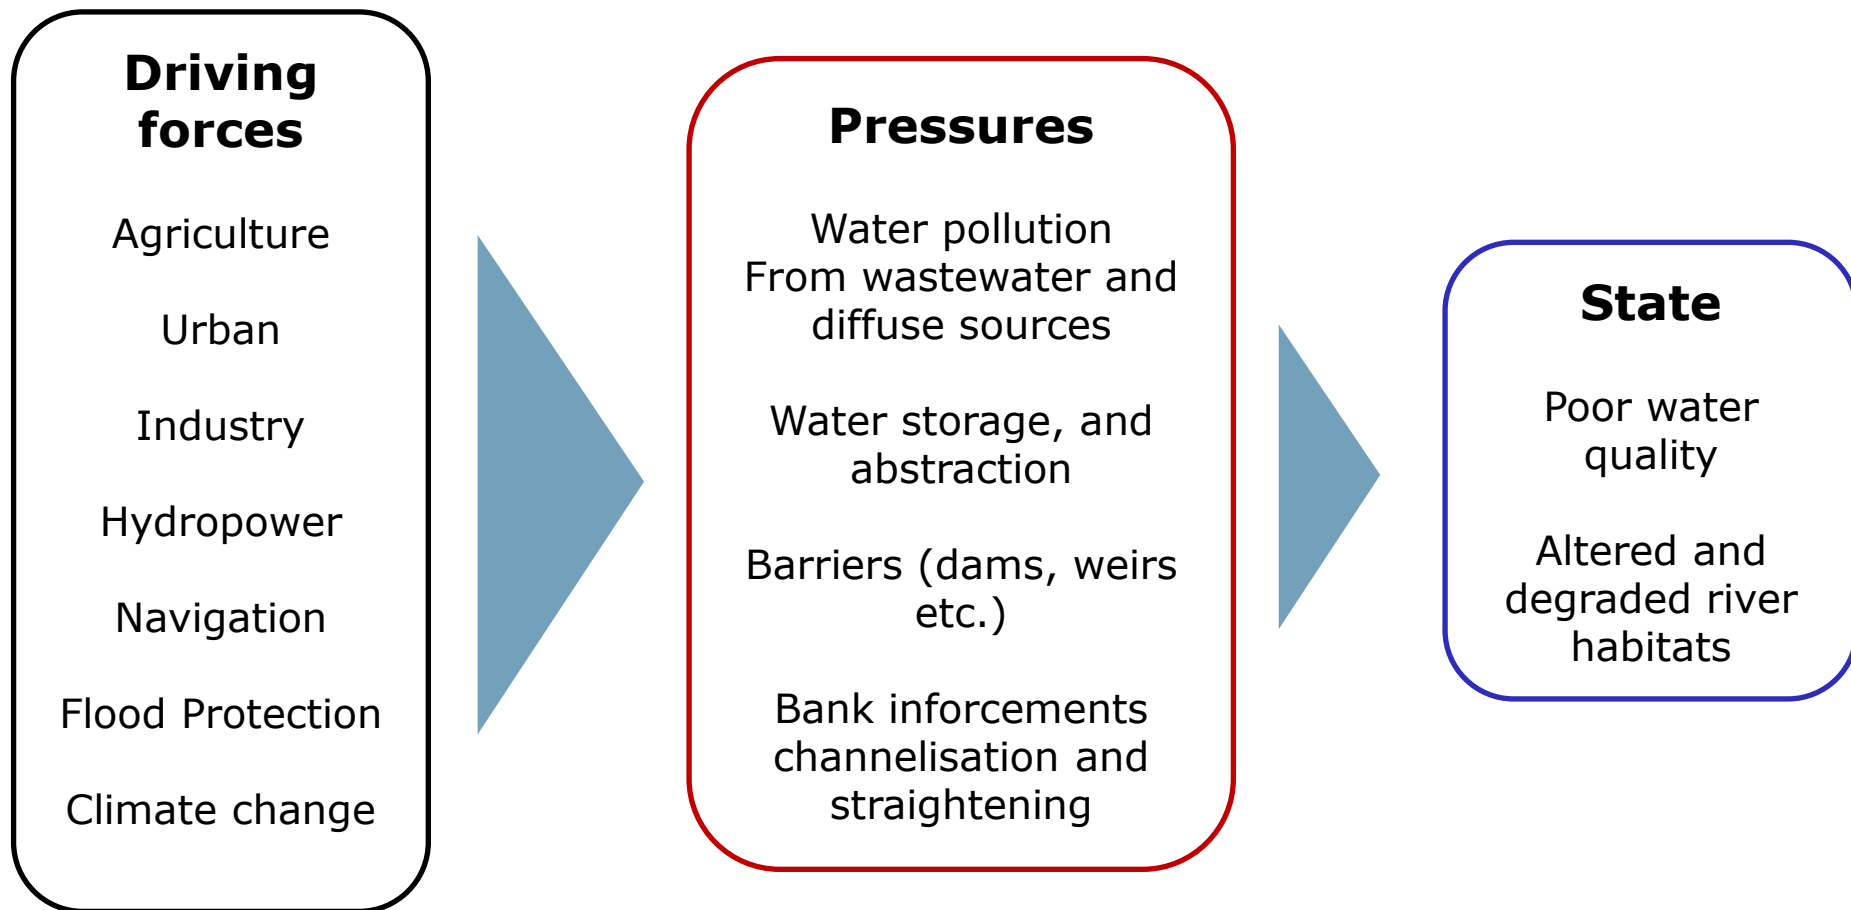 Driving
forces
Agriculture
Urban
Industry
Hydropower
Navigation
Flood Protection
Climate change
Pressures
Water pollution
From wastewater and
diffuse sources
Water storage, and
abstraction
Barriers (dams, weirs
etc.)
Bank inforcements
channelisation and
straightening
State
Poor water
quality
Altered and
degraded river
habitats